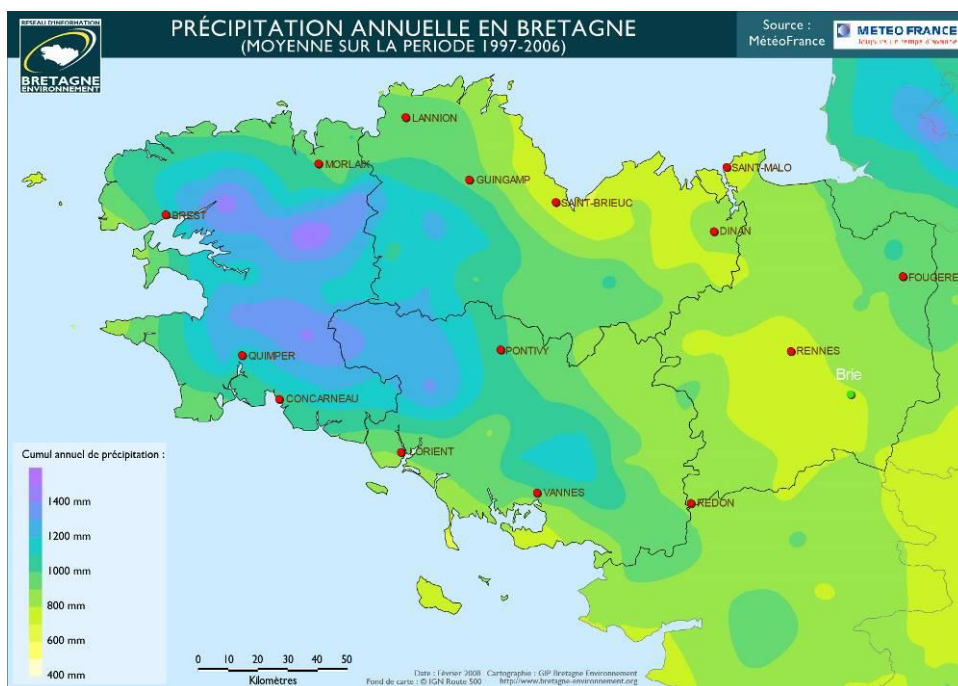 RESEAU D'INFORMATION
BRETAGNE
ENVIRONNEMENT
PRÉCIPITATION ANNUELLE EN BRETAGNE
(MOYENNE SUR LA PERIODE 1997-2006)
Source :
MétéoFrance
METEO FRANCE
Toujours un temps d'avance
LANNION
MORLAIX
SAINT-MALO
GUINGAMP
SAINT-BRIEUC
BREST
DINAN
FOUGERE
PONTIVY
RENNES
QUIMPER
Brie
CONCARNEAU
LORIENT
VANNES
REDON
Cumul annuel de précipitation :
1400 mm
1200 mm
1000 mm
800 mm
600 mm
400 mm
0 10 20 30 40 50
Kilomètres
Date : Février 2008 Cartographie : GIP Bretagne Environnement
Fond de carte : © IGN Route 500 http://www.bretagne-environnement.org